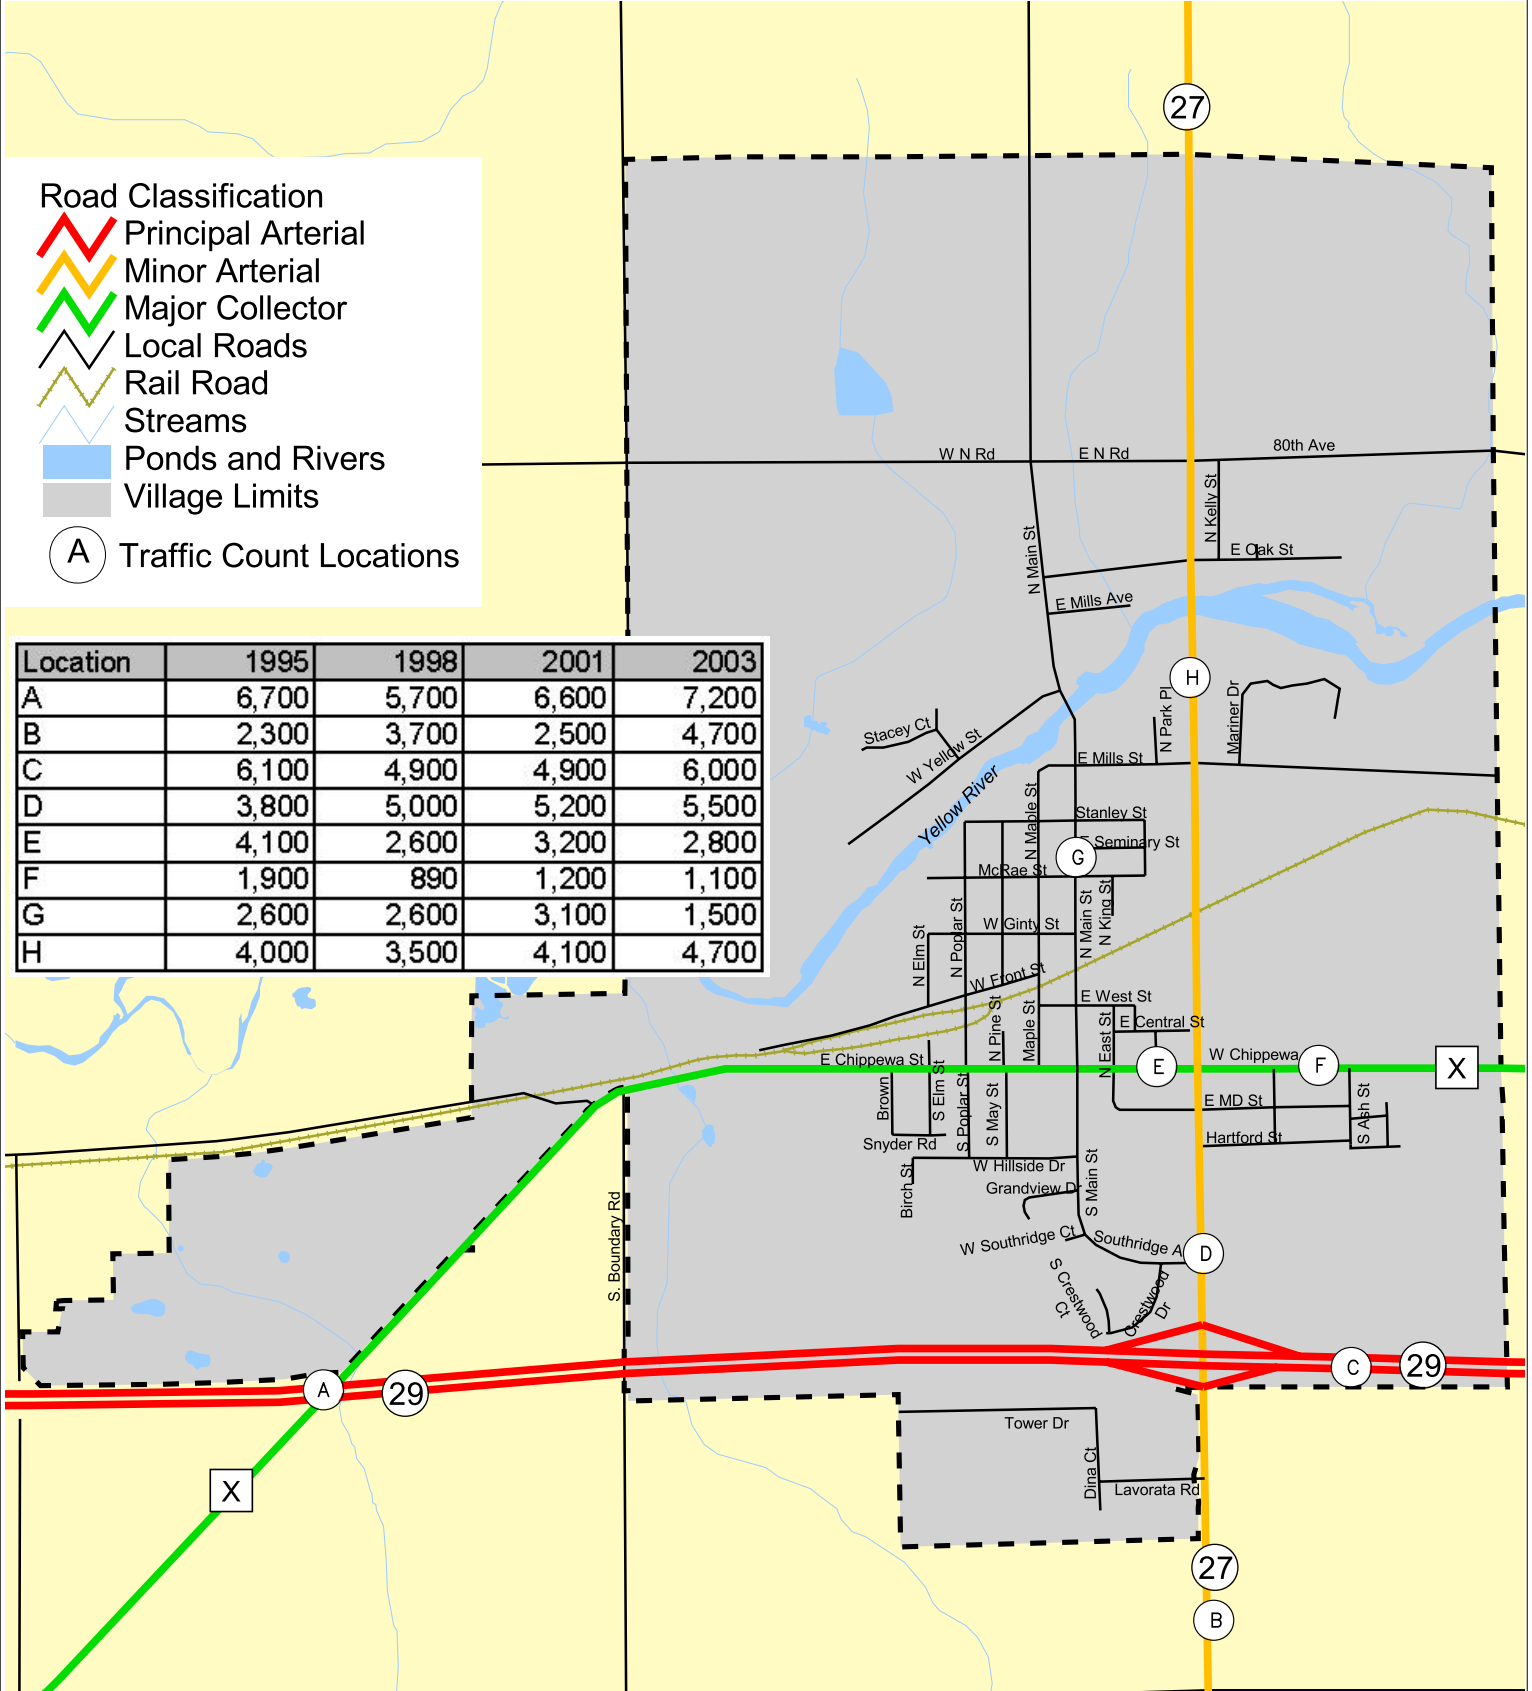 27
Road Classification
Principal Arterial
Minor Arterial
Major Collector
Local Roads
Rail Road
Streams
Ponds and Rivers
Village Limits
A Traffic Count Locations
W N Rd
E N Rd
80th Ave
N Kelly St
N Main St
E Oak St
E Mills Ave
Location 1995 1998 2001 2003
A 6,700 5,700 6,600 7,200
B 2,300 3,700 2,500 4,700
C 6,100 4,900 4,900 6,000
D 3,800 5,000 5,200 5,500
E 4,100 2,600 3,200 2,800
F 1,900 890 1,200 1,100
G 2,600 2,600 3,100 1,500
H 4,000 3,500 4,100 4,700
H
N Park Pl
Mariner Dr
Stacey Ct
W Yellow St
Yellow River
E Mills St
N Maple St
Stanley St
E Seminary St
G
McRae St
N Poplar St
W Ginty St
N Main St
N King St
N Elm St
W Front St
E West St
N Pine St
Maple St
N East St
E Central St
E Chippewa St
W Chippewa
E
F
X
Brown
S Elm St
S Poplar St
S May St
E MD St
S Ash St
Snyder Rd
Hartford St
W Hillside Dr
Birch St
Grandview Dr
S Main St
S. Boundary Rd
W Southridge Ct
Southridge A
D
S Crestwood
Ct
Crestwood
Dr
A
29
C
29
Tower Dr
Dina Ct
Lavorata Rd
X
27
B